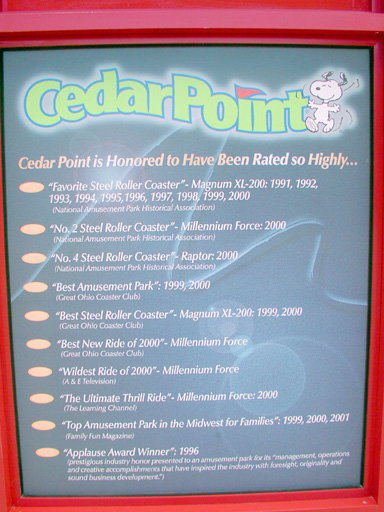 CedarPoint
Cedar Point is Honored to Have Been Rated so Highly...
"Favorite Steel Roller Coaster"- Magnum XL-200: 1991, 1992,
1993, 1994, 1995,1996, 1997, 1998, 1999, 2000
(National Amusement Park Historical Association)
"No. 2 Steel Roller Coaster"- Millennium Force: 2000
(National Amusement Park Historical Association)
"No. 4 Steel Roller Coaster"- Raptor: 2000
(National Amusement Park Historical Association)
"Best Amusement Park": 1999, 2000
(Great Ohio Coaster Club)
"Best Steel Roller Coaster"- Magnum XL-200: 1999, 2000
(Great Ohio Coaster Club)
"Best New Ride of 2000"- Millennium Force
(Great Ohio Coaster Club)
"Wildest Ride of 2000"- Millennium Force
(A & E Television)
"The Ultimate Thrill Ride"- Millennium Force: 2000
(The Learning Channel)
"Top Amusement Park in the Midwest for Families": 1999, 2000, 2001
(Family Fun Magazine)
"Applause Award Winner": 1996
(prestigious industry honor presented to an amusement park for its "management, operations
and creative accomplishments that have inspired the industry with foresight, originality and
sound business development.")